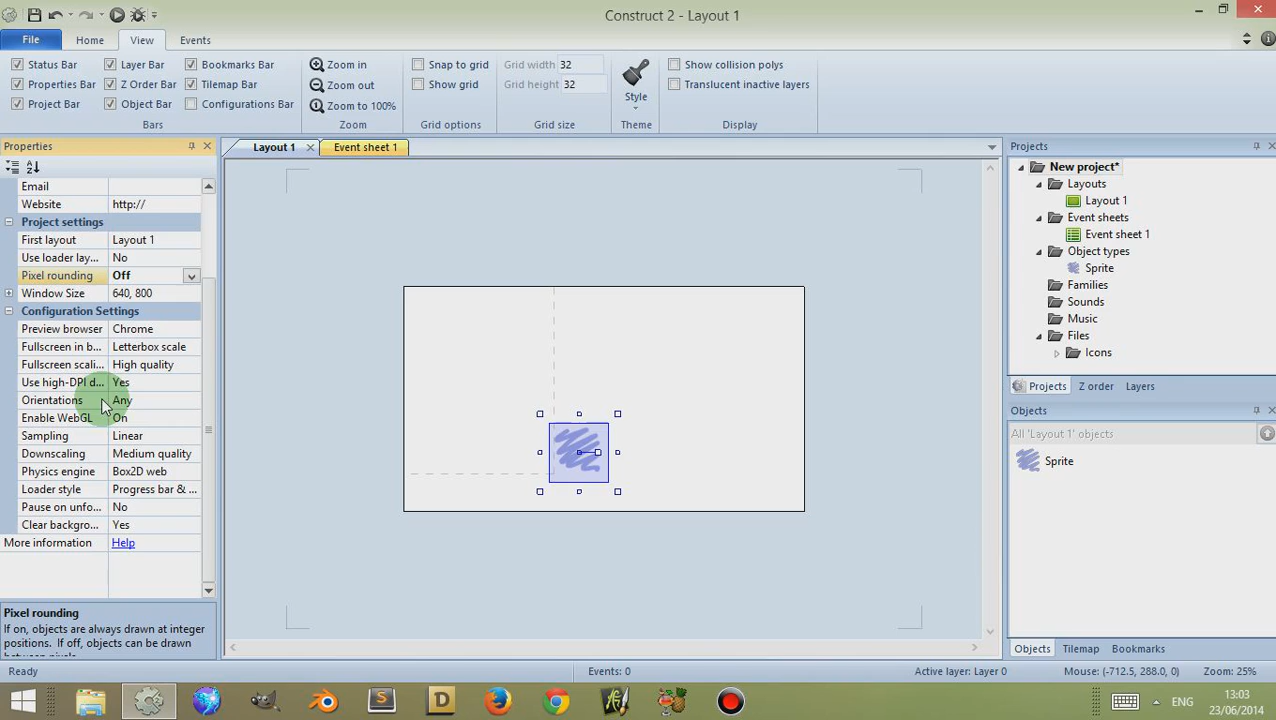 Construct 2 - Layout 1
File Home View Events
Status Bar Layer Bar Bookmarks Bar
Properties Bar Z Order Bar Tilemap Bar
Project Bar Object Bar Configurations Bar
Bars
Zoom in
Zoom out
Zoom to 100%
Zoom
Snap to grid
Show grid
Grid options
Grid width 32
Grid height 32
Grid size
Style
Theme
Show collision polys
Translucent inactive layers
Display
Properties
Email
Website http://
Project settings
First layout Layout 1
Use loader lay... No
Pixel rounding Off
Window Size 640, 800
Configuration Settings
Preview browser Chrome
Fullscreen in b... Letterbox scale
Fullscreen scali... High quality
Use high-DPI d... Yes
Orientations Any
Enable WebGL On
Sampling Linear
Downscaling Medium quality
Physics engine Box2D web
Loader style Progress bar & ...
Pause on unfo... No
Clear backgro... Yes
More information Help
Pixel rounding
If on, objects are always drawn at integer
positions. If off, objects can be drawn
Layout 1 Event sheet 1
Projects
New project*
Layouts
Layout 1
Event sheets
Event sheet 1
Object types
Sprite
Families
Sounds
Music
Files
Icons
Projects Z order Layers
Objects
All 'Layout 1' objects
Sprite
Objects Tilemap Bookmarks
Ready Events: 0 Active layer: Layer 0 Mouse: (-712.5, 288.0, 0) Zoom: 25%
ENG
13:03
23/06/2014